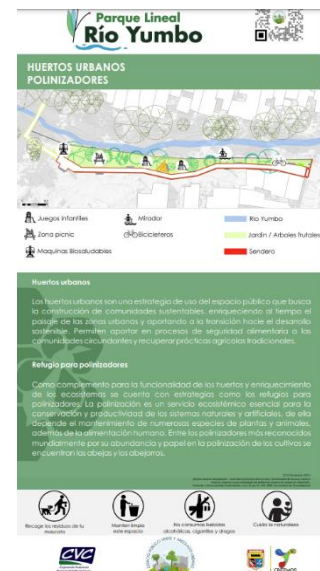 Parque Lineal
Río Yumbo
HUERTOS URBANOS
POLINIZADORES
Juegos infantiles
Mirador
Río Yumbo
Zona picnic
Bicicleteros
Jardín / Arboles frutales
Maquinas Biosaludables
Sendero
Huertos urbanos
Los huertos urbanos son una estrategia de uso del espacio público que busca
la construcción de comunidades sustentables, enriqueciendo al tiempo el
paisaje de las zonas urbanas y aportando a la transición hacia el desarrollo
sostenible. Permiten aportar en procesos de seguridad alimentaria a las
comunidades circundantes y recuperar prácticas agrícolas tradicionales.
Refugio para polinizadores
Como complemento para la funcionalidad de los huertos y enriquecimiento
de los ecosistemas se cuenta con estrategias como los refugios para
polinizadores. La polinización es un servicio ecosistémico esencial para la
conservación y productividad de los sistemas naturales y artificiales, de ella
depende el mantenimiento de numerosas especies de plantas y animales,
además de la alimentación humana. Entre los polinizadores más reconocidos
mundialmente por su abundancia y papel en la polinización de los cultivos se
encuentran las abejas y los abejorros.
Recoge los residuos de tu
mascota
Mantén limpio
este espacio
No consumas bebidas
alcohólicas, cigarrillos y drogas
Cuida la naturaleza
CVC